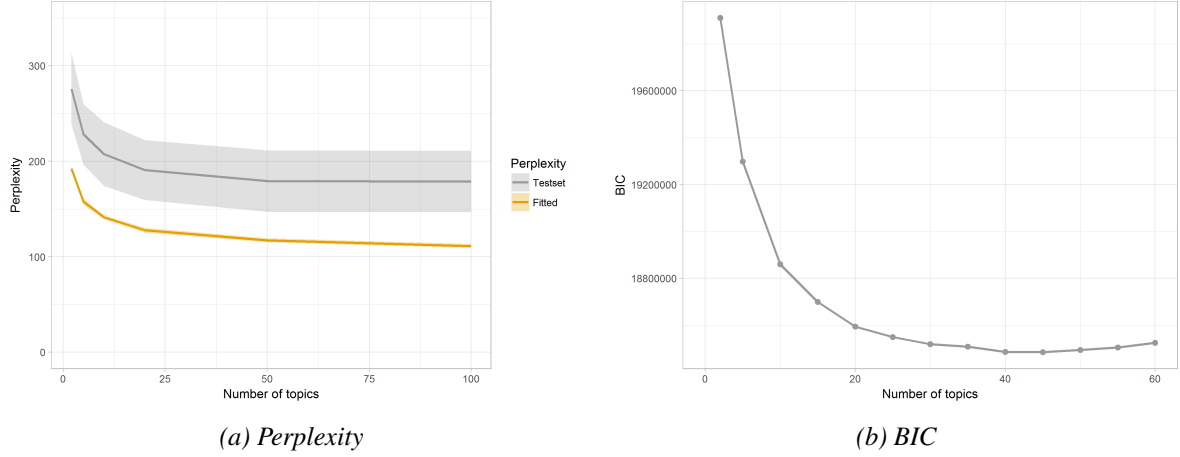 300
200
100
0
Perplexity
0 25 50 75 100
Number of topics
Perplexity
Testset
Fitted
(a) Perplexity
19600000
19200000
18800000
BIC
0 20 40 60
Number of topics
(b) BIC